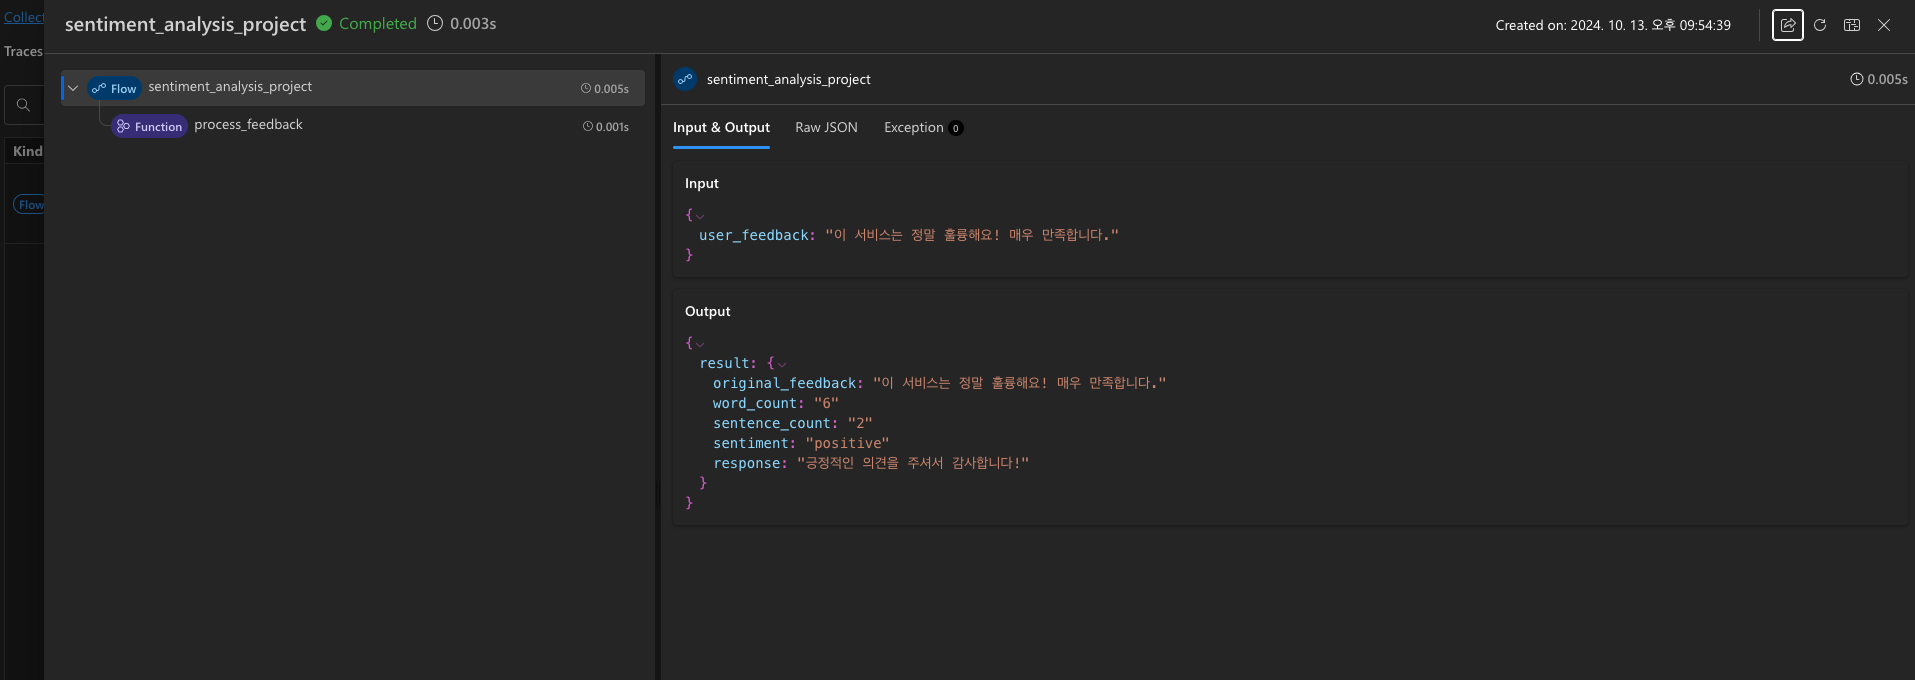 Collect
sentiment_analysis_project Completed 0.003s
Created on: 2024. 10. 13. 오후 09:54:39
Traces
Kind
Flow
Flow sentiment_analysis_project 0.005s
Function process_feedback 0.001s
sentiment_analysis_project 0.005s
Input & Output Raw JSON Exception 0
Input
{
user_feedback: "이 서비스는 정말 훌륭해요! 매우 만족합니다."
}
Output
{
result: {
original_feedback: "이 서비스는 정말 훌륭해요! 매우 만족합니다."
word_count: "6"
sentence_count: "2"
sentiment: "positive"
response: "긍정적인 의견을 주셔서 감사합니다!"
}
}